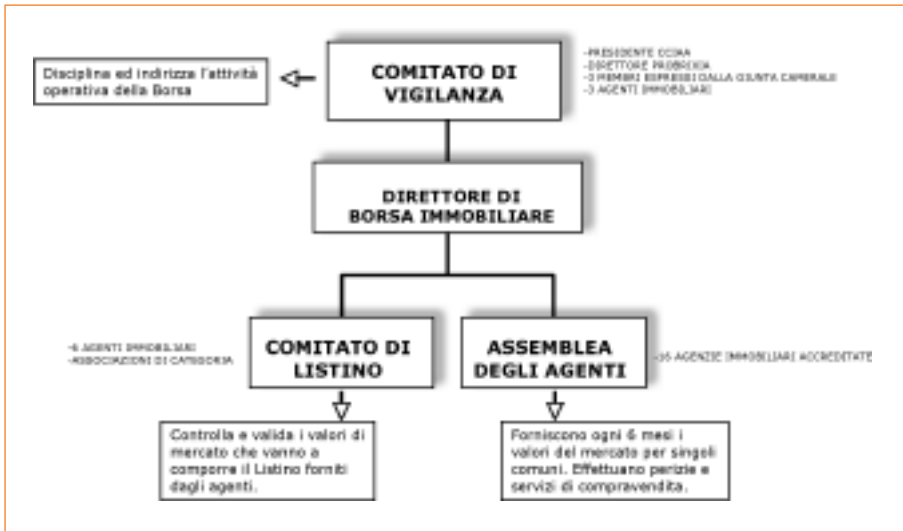 Disciplina ed indirizza l'attività
operativa della Borsa
COMITATO DI
VIGILANZA
-PRESIDENTE CCIAA
-DIRETTORE PROBRIXIA
-3 MEMBRI ESPRESSI DALLA GIUNTA CAMERALE
-3 AGENTI IMMOBILIARI
DIRETTORE DI
BORSA IMMOBILIARE
-6 AGENTI IMMOBILIARI
-ASSOCIAZIONI DI CATEGORIA
COMITATO DI
LISTINO
ASSEMBLEA
DEGLI AGENTI
-16 AGENZIE IMMOBILIARI ACCREDITATE
Controlla e valida i valori di
mercato che vanno a
comporre il Listino forniti
dagli agenti.
Forniscono ogni 6 mesi i
valori del mercato per singoli
comuni. Effettuano perizie e
servizi di compravendita.